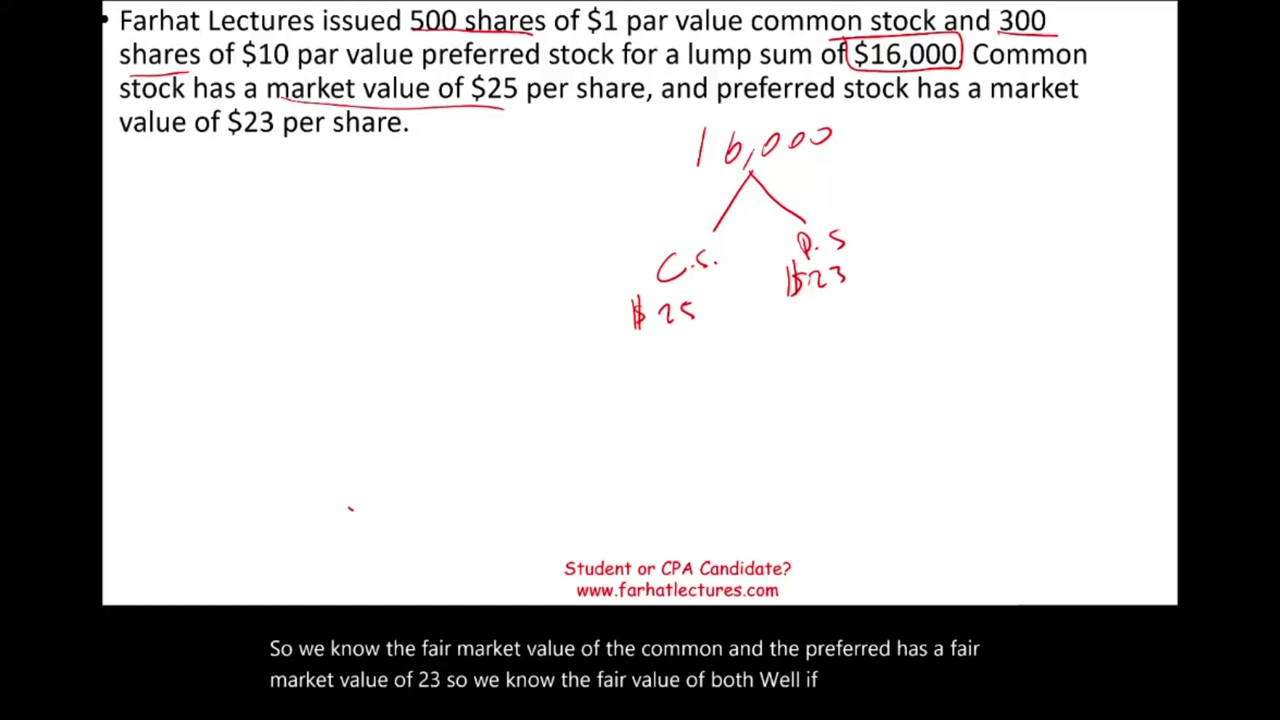 • Farhat Lectures issued 500 shares of $1 par value common stock and 300
shares of $10 par value preferred stock for a lump sum of $16,000. Common
stock has a market value of $25 per share, and preferred stock has a market
value of $23 per share.
16,000
C.S. P.S
$25 $23
Student or CPA Candidate?
www.farhatlectures.com
So we know the fair market value of the common and the preferred has a fair
market value of 23 so we know the fair value of both Well if